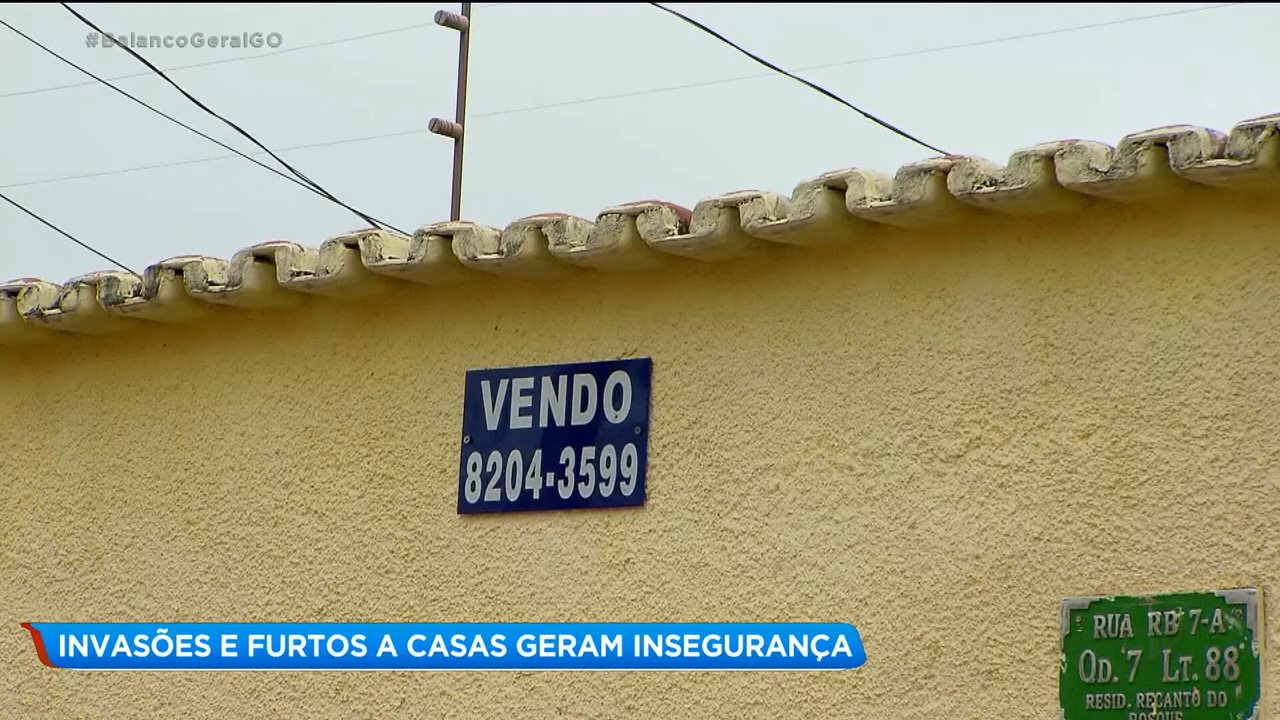 #BalancoGeralGO
VENDO
8204-3599
INVASÕES E FURTOS A CASAS GERAM INSEGURANÇA
RUA RB 7-A
QD. 7 LT. 88
RESID. RECANTO DO
BOSQUE